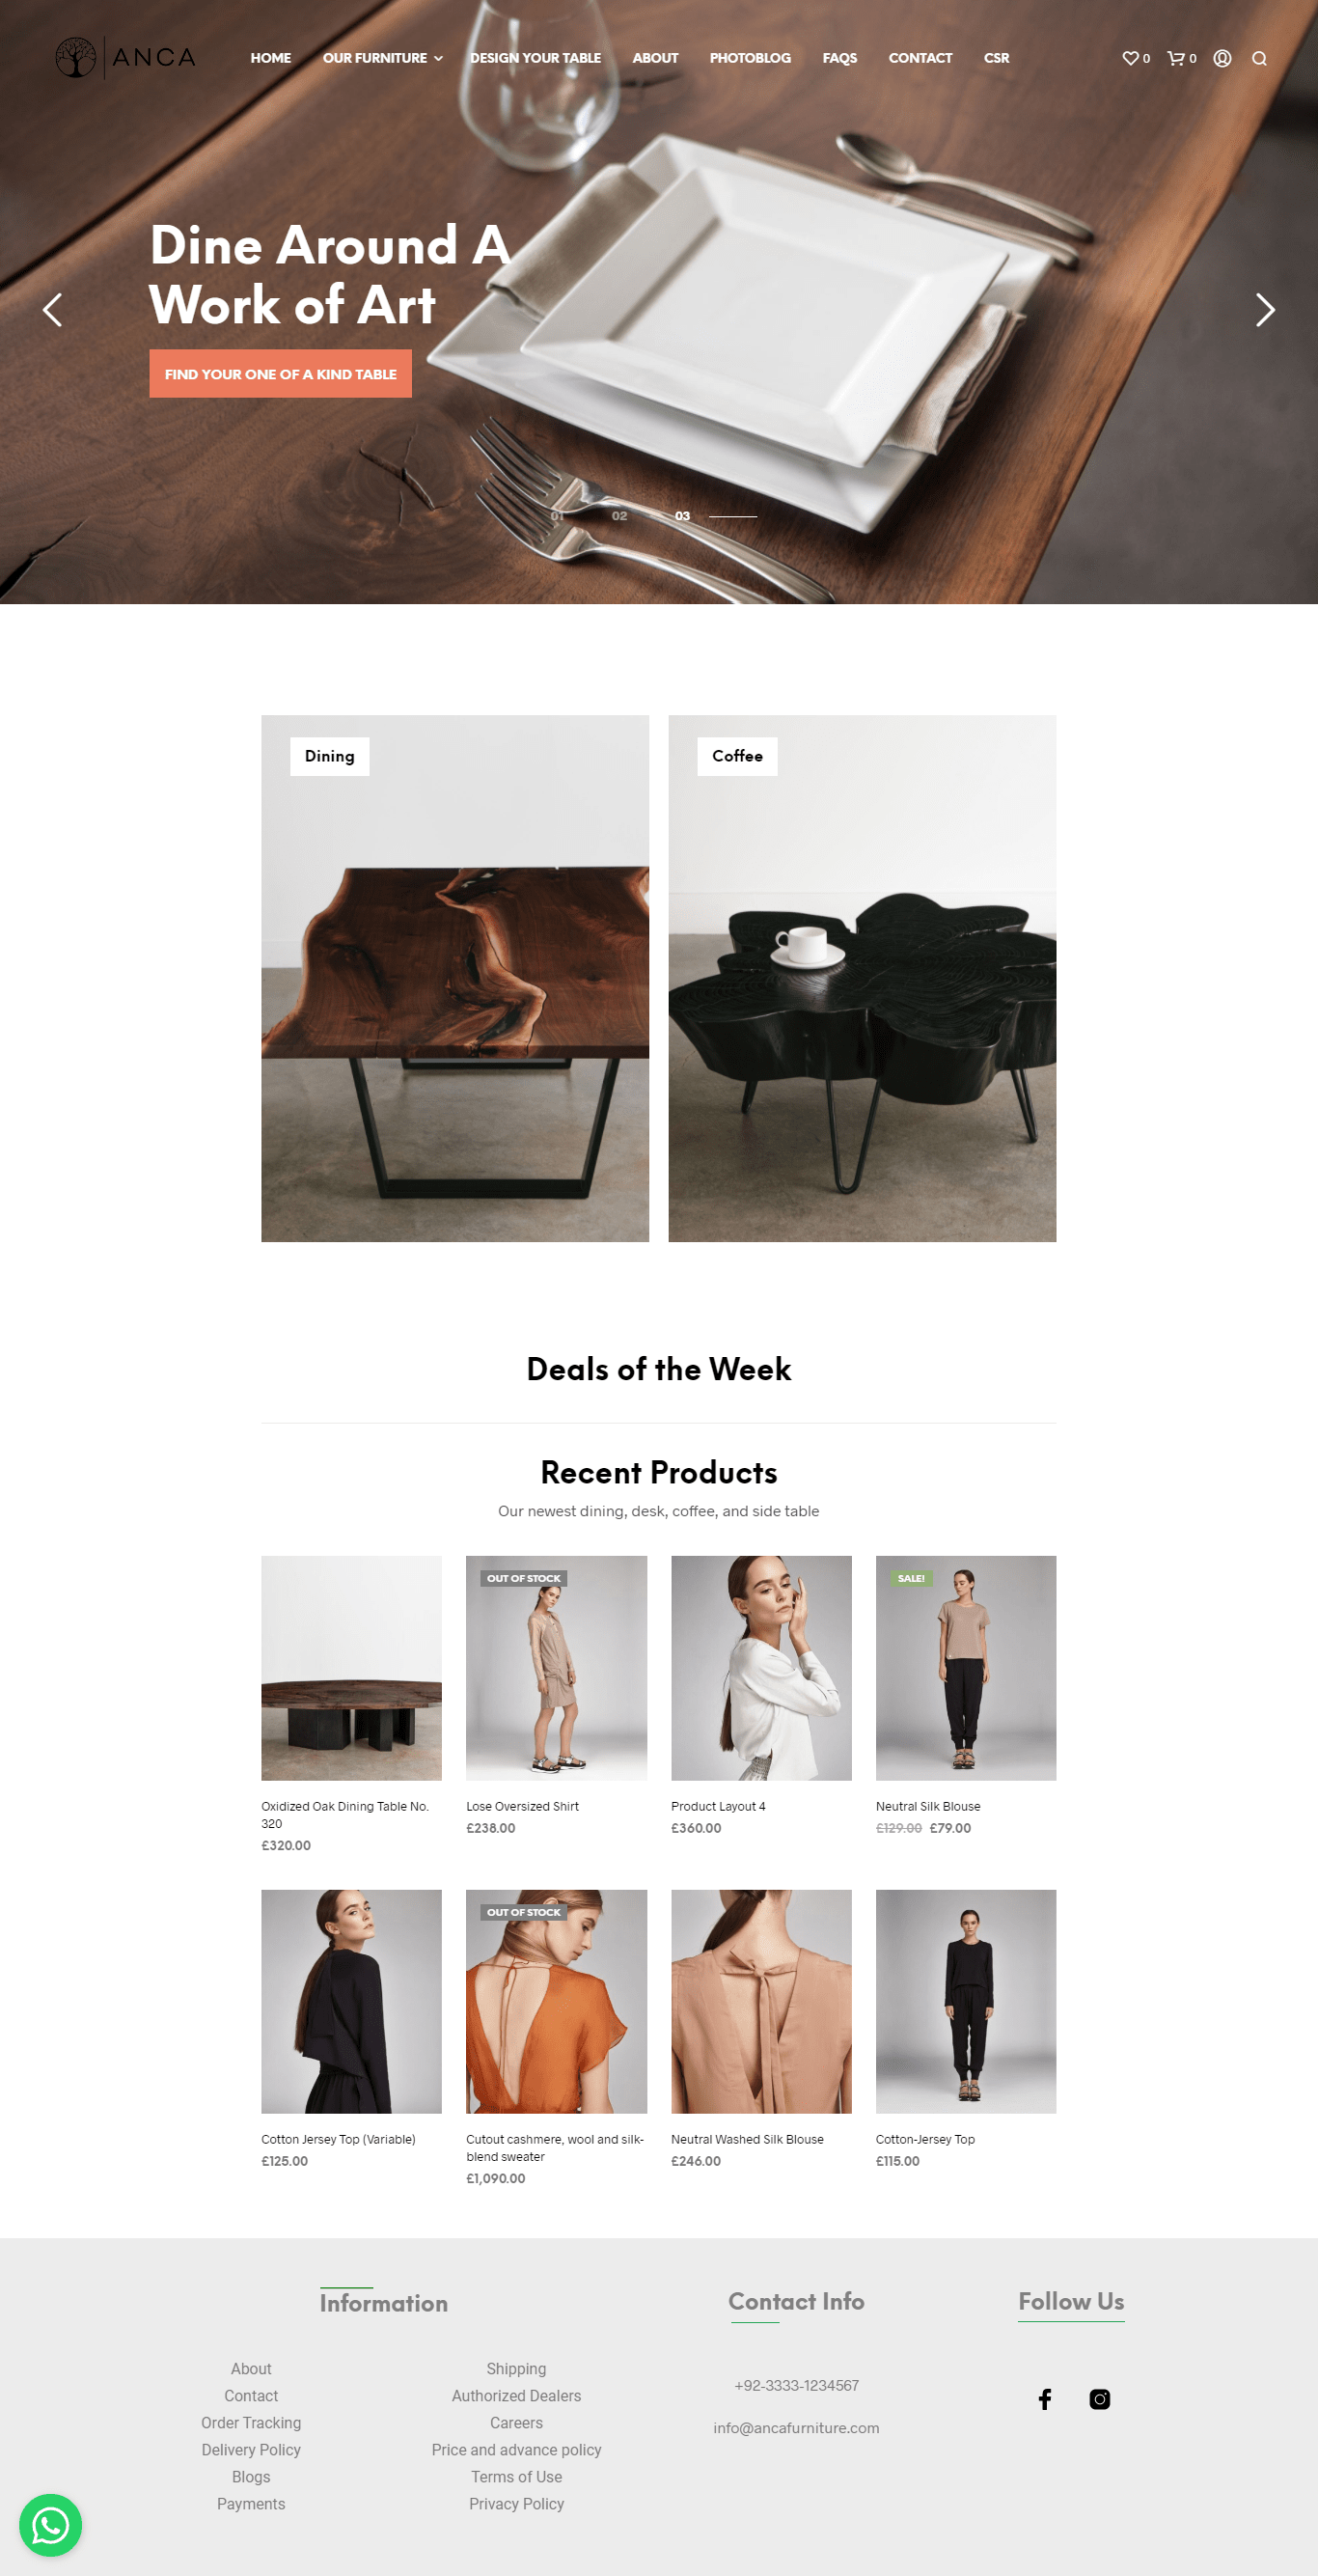 ANCA
HOME
OUR FURNITURE
DESIGN YOUR TABLE
ABOUT
PHOTOBLOG
FAQS
CONTACT
CSR
0
0
Dine Around A
Work of Art
FIND YOUR ONE OF A KIND TABLE
01
02
03
Dining
Coffee
Deals of the Week
Recent Products
Our newest dining, desk, coffee, and side table
OUT OF STOCK
SALE!
Oxidized Oak Dining Table No.
320
£320.00
Lose Oversized Shirt
£238.00
Product Layout 4
£360.00
Neutral Silk Blouse
£129.00 £79.00
OUT OF STOCK
Cotton Jersey Top (Variable)
£125.00
Cutout cashmere, wool and silk-
blend sweater
£1,090.00
Neutral Washed Silk Blouse
£246.00
Cotton-Jersey Top
£115.00
Information
About
Contact
Order Tracking
Delivery Policy
Blogs
Payments
Shipping
Authorized Dealers
Careers
Price and advance policy
Terms of Use
Privacy Policy
Contact Info
+92-3333-1234567
info@ancafurniture.com
Follow Us